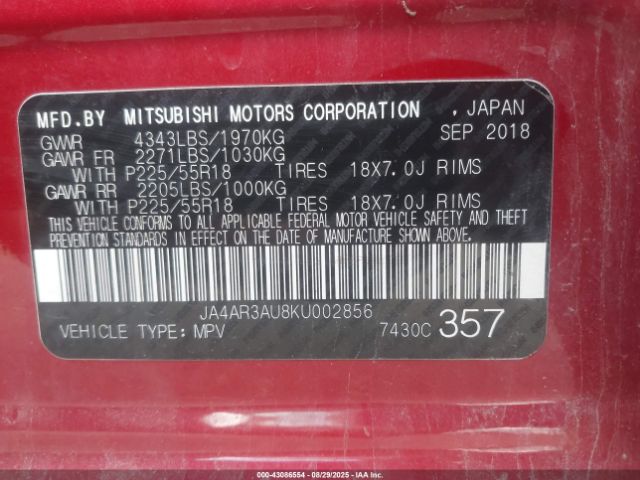 MFD.BY MITSUBISHI MOTORS CORPORATION , JAPAN
GVWR 4343LBS/1970KG SEP 2018
GAWR FR 2271LBS/1030KG
WITH P225/55R18 TIRES 18X7.0J RIMS
GAWR RR 2205LBS/1000KG
WITH P225/55R18 TIRES 18X7.0J RIMS
THIS VEHICLE CONFORMS TO ALL APPLICABLE FEDERAL MOTOR VEHICLE SAFETY AND THEFT
PREVENTION STANDARDS IN EFFECT ON THE DATE OF MANUFACTURE SHOWN ABOVE.
JA4AR3AU8KU002856
VEHICLE TYPE: MPV 7430C 357
000-43086554 - 08/29/2025 - IAAI.COM